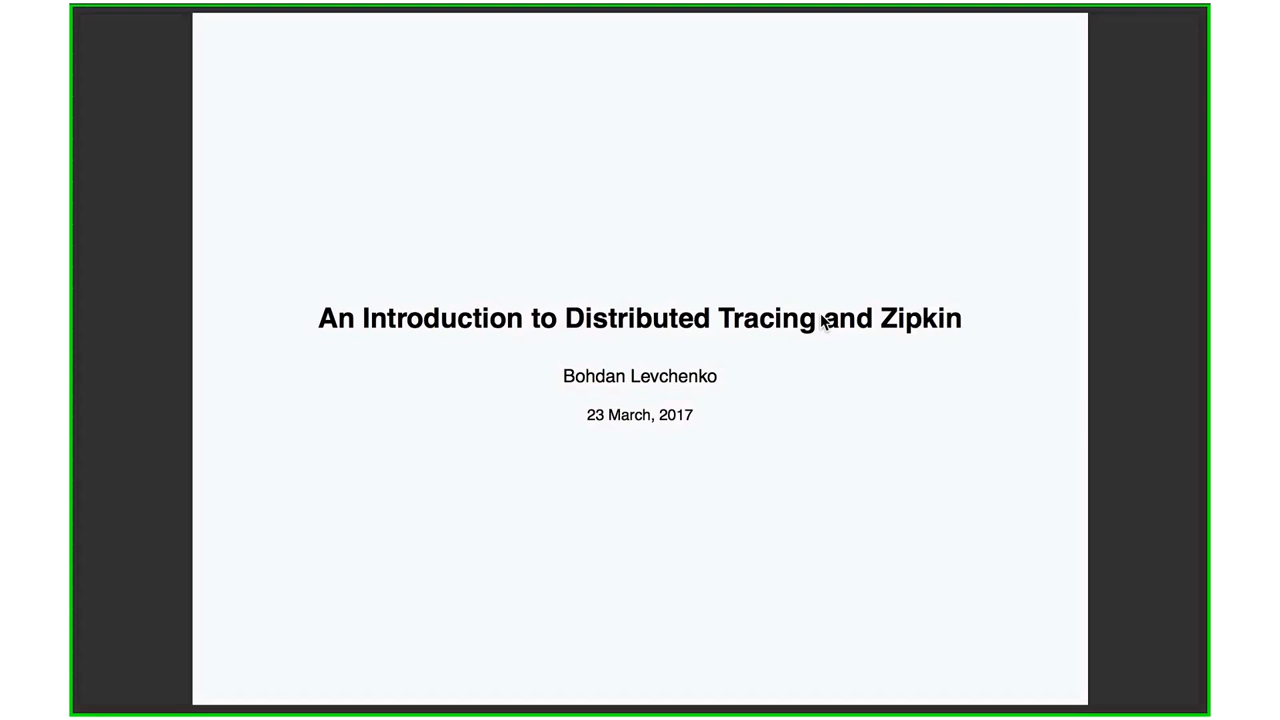 An Introduction to Distributed Tracing and Zipkin
Bohdan Levchenko
23 March, 2017